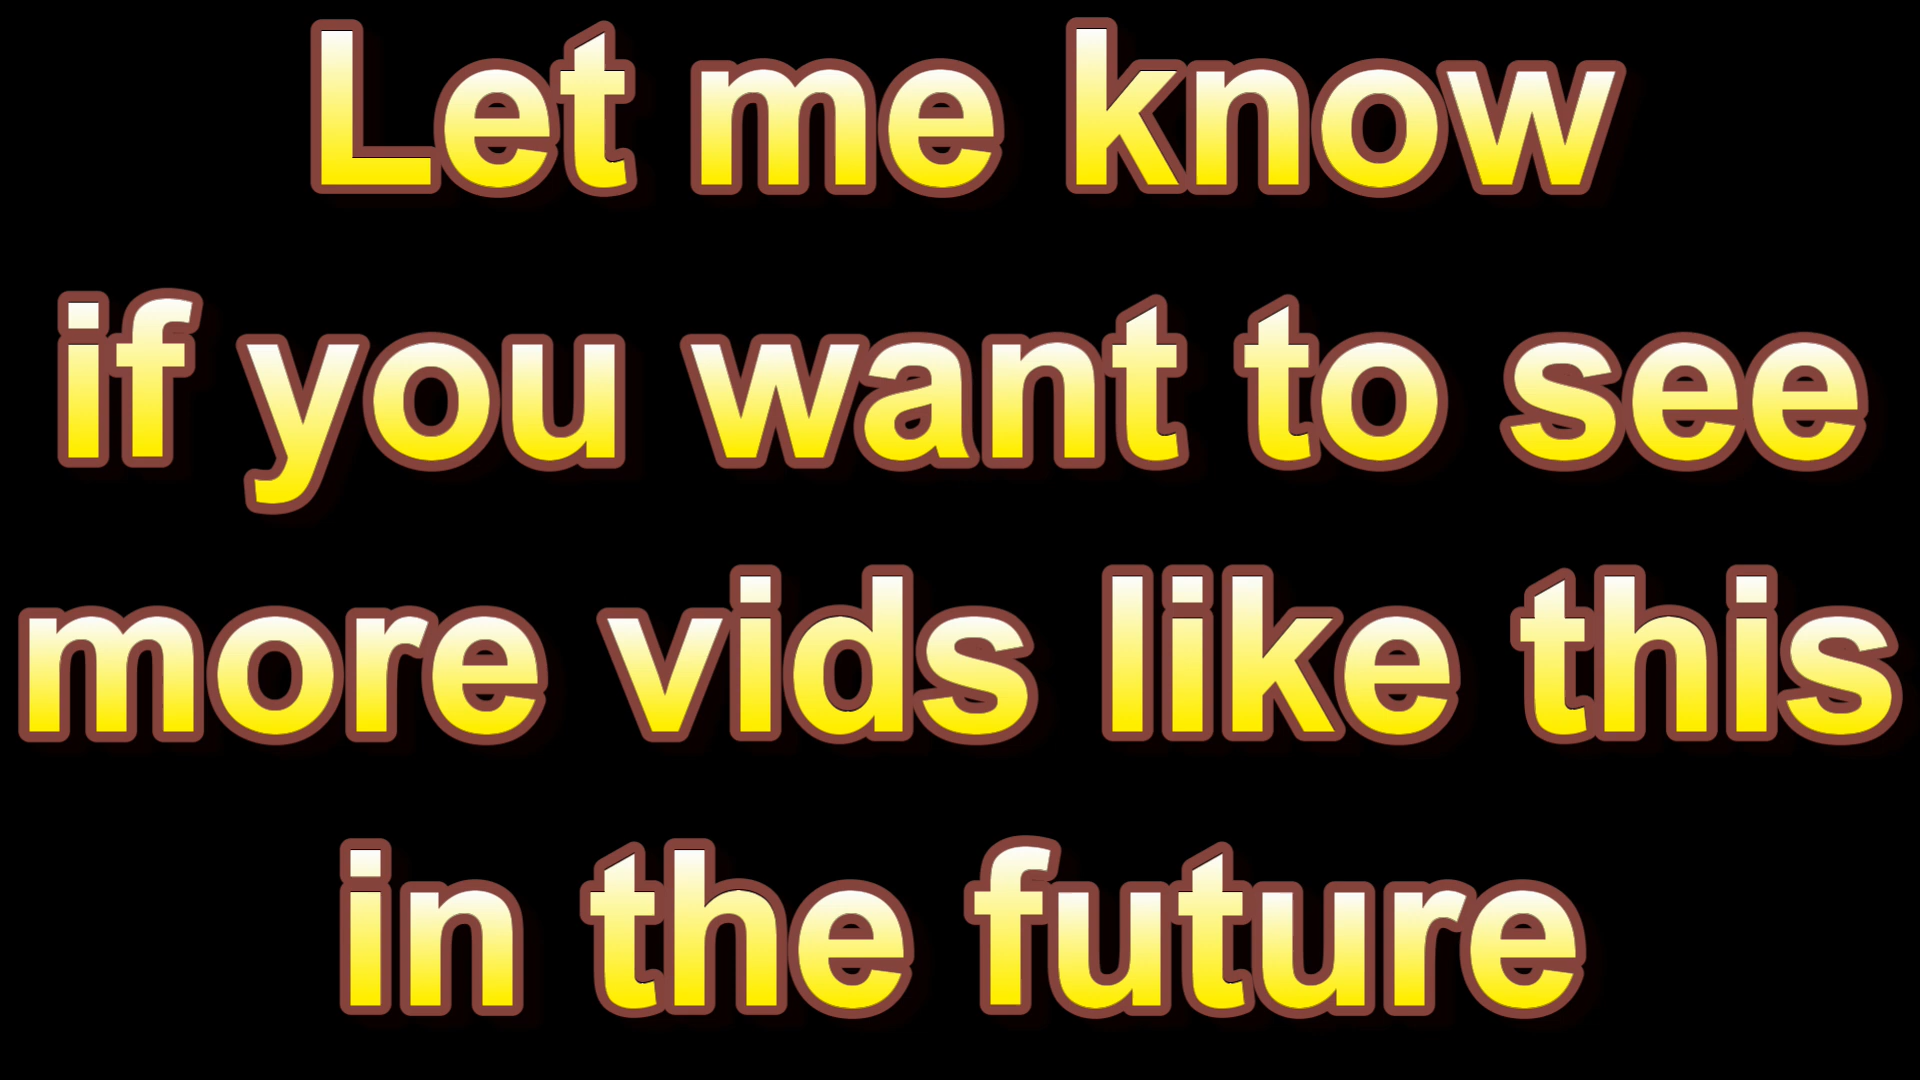 Let me know
if you want to see
more vids like this
in the future